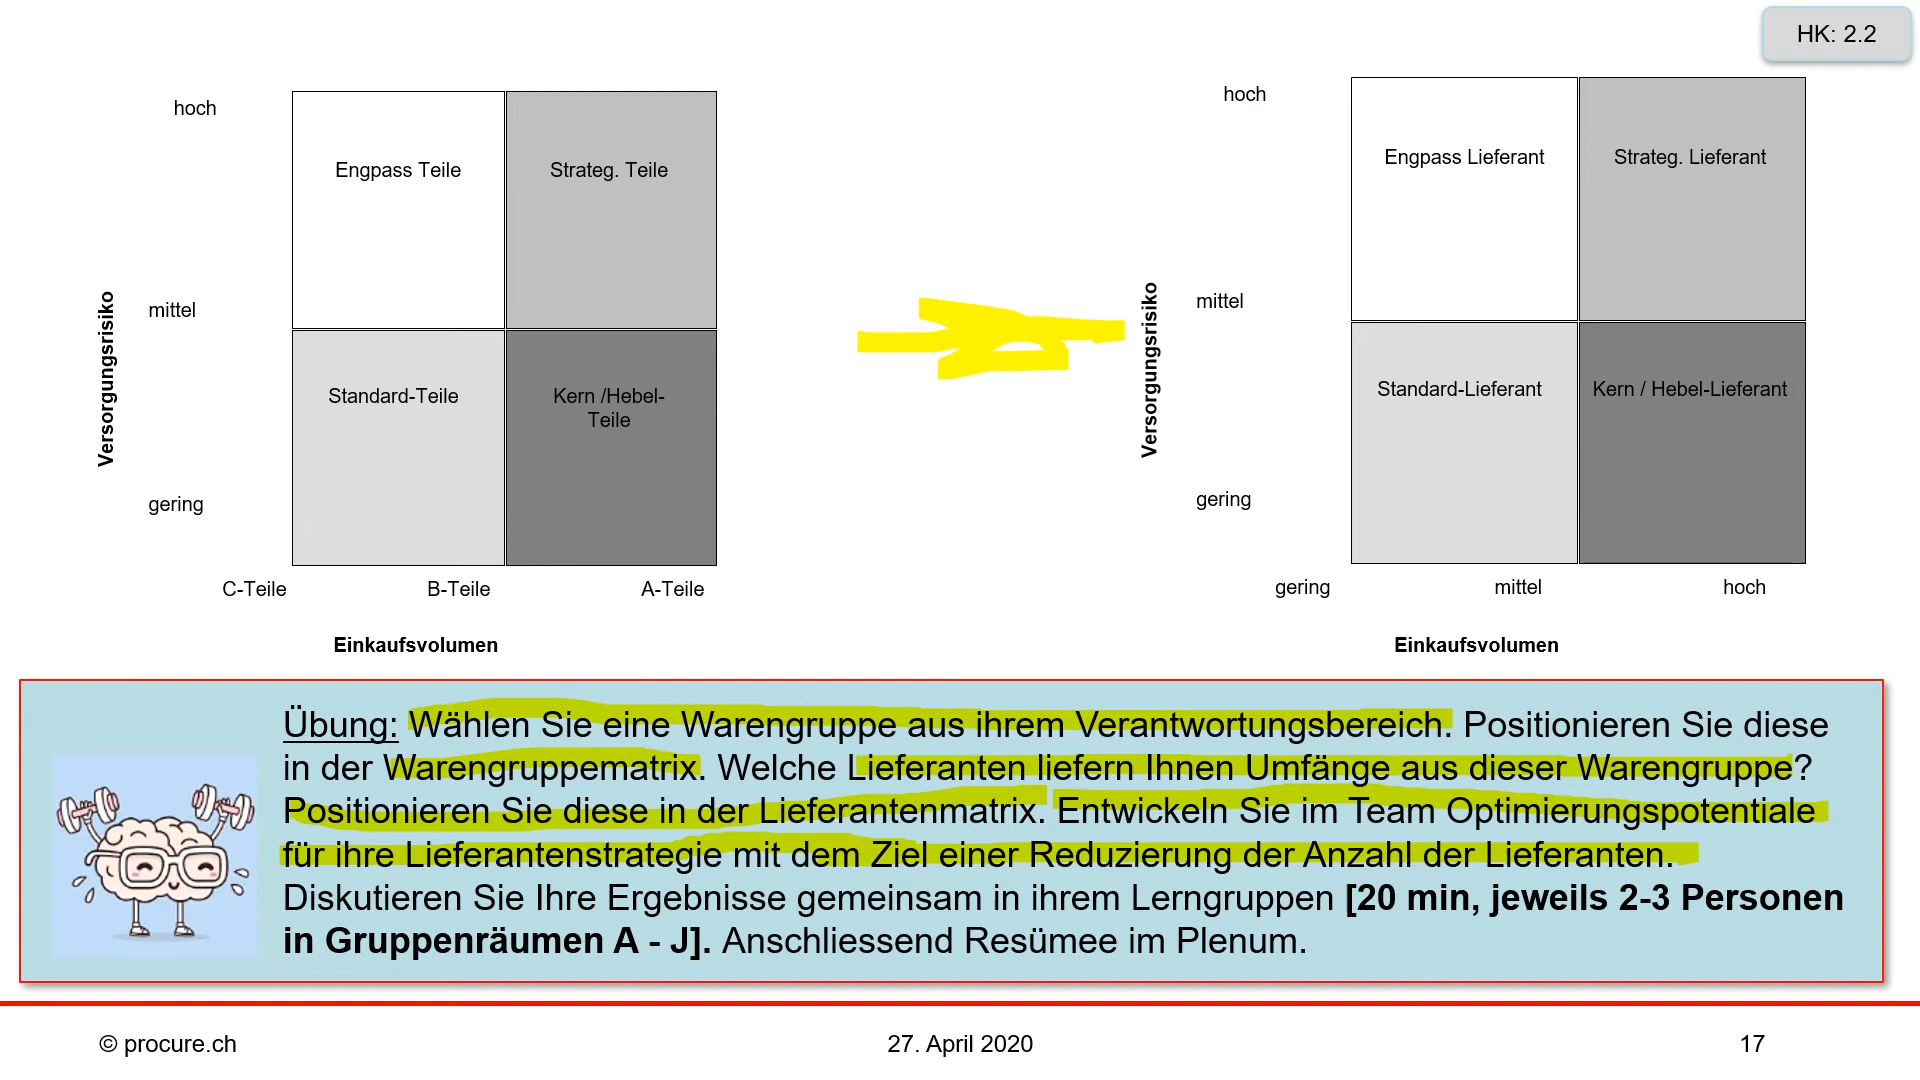 HK: 2.2
hoch
Engpass Teile
Strateg. Teile
mittel
Versorgungsrisiko
Standard-Teile
Kern /Hebel-
Teile
gering
C-Teile
B-Teile
A-Teile
Einkaufsvolumen
hoch
Engpass Lieferant
Strateg. Lieferant
mittel
Versorgungsrisiko
Standard-Lieferant
Kern / Hebel-Lieferant
gering
gering
mittel
hoch
Einkaufsvolumen
Übung: Wählen Sie eine Warengruppe aus ihrem Verantwortungsbereich. Positionieren Sie diese
in der Warengruppematrix. Welche Lieferanten liefern Ihnen Umfänge aus dieser Warengruppe?
Positionieren Sie diese in der Lieferantenmatrix. Entwickeln Sie im Team Optimierungspotentiale
für ihre Lieferantenstrategie mit dem Ziel einer Reduzierung der Anzahl der Lieferanten.
Diskutieren Sie Ihre Ergebnisse gemeinsam in ihrem Lerngruppen [20 min, jeweils 2-3 Personen
in Gruppenräumen A - J]. Anschliessend Resümee im Plenum.
© procure.ch
27. April 2020
17